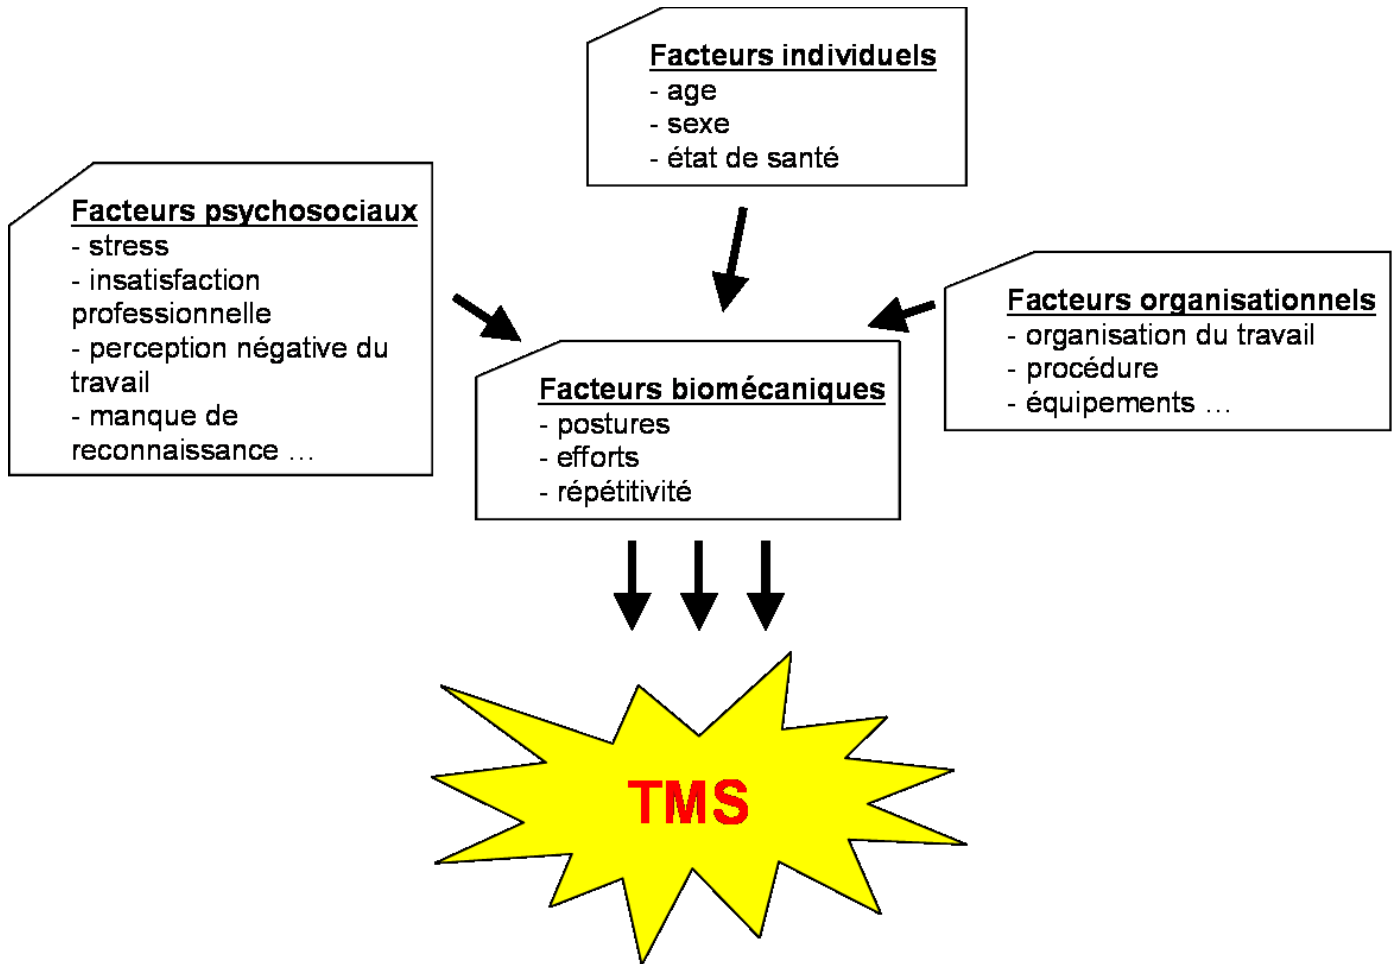 Facteurs individuels
- age
- sexe
- état de santé
Facteurs psychosociaux
- stress
- insatisfaction
professionnelle
- perception négative du
travail
- manque de
reconnaissance …
Facteurs organisationnels
- organisation du travail
- procédure
- équipements …
Facteurs biomécaniques
- postures
- efforts
- répétitivité
TMS